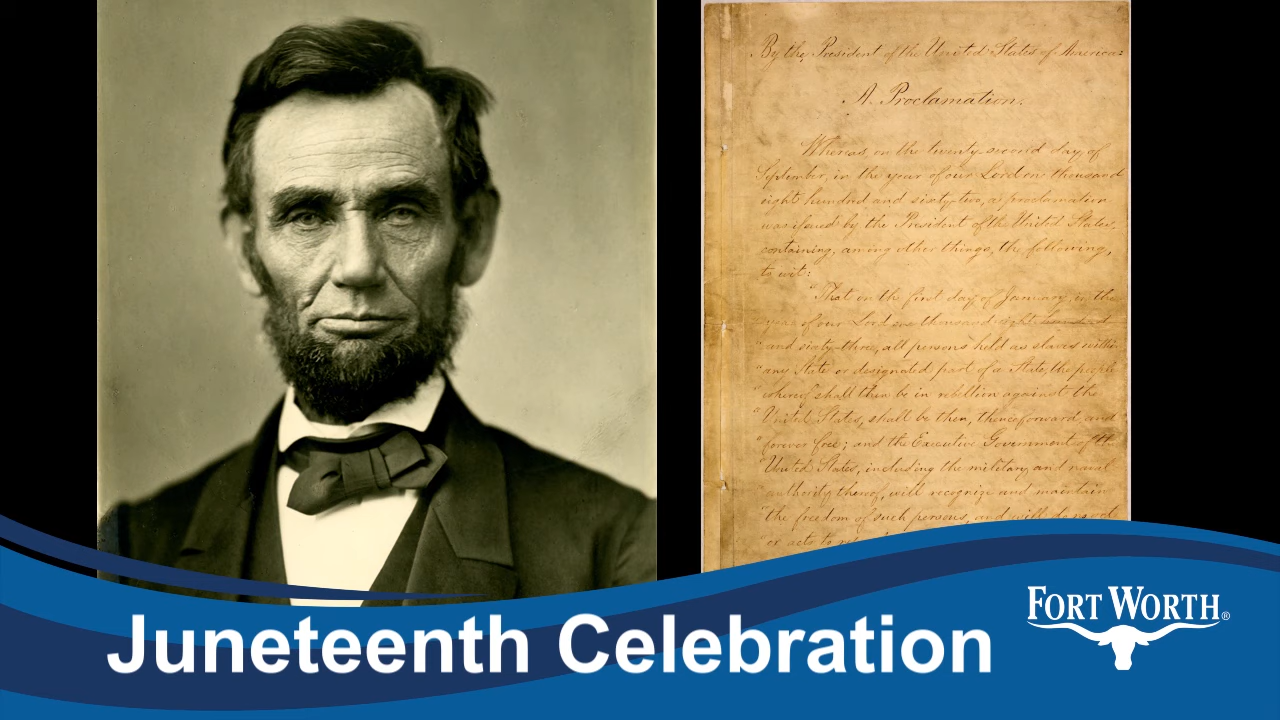 By the President of the United States of America:
A Proclamation.
Whereas, on the twenty-second day of
September, in the year of our Lord one thousand
eight hundred and sixty-two, a proclamation
was issued by the President of the United States,
containing, among other things, the following,
to wit:
"That on the first day of January, in the
year of our Lord one thousand eight hundred
"and sixty-three, all persons held as slaves within
"any State or designated part of a State, the people
"whereof shall then be in rebellion against the
"United States, shall be then, thenceforward, and
"forever free; and the Executive Government of the
"United States, including the military and naval
"authority thereof, will recognize and maintain
"the freedom of such persons, and will do no act
"or acts to
Juneteenth Celebration
FORT WORTH®